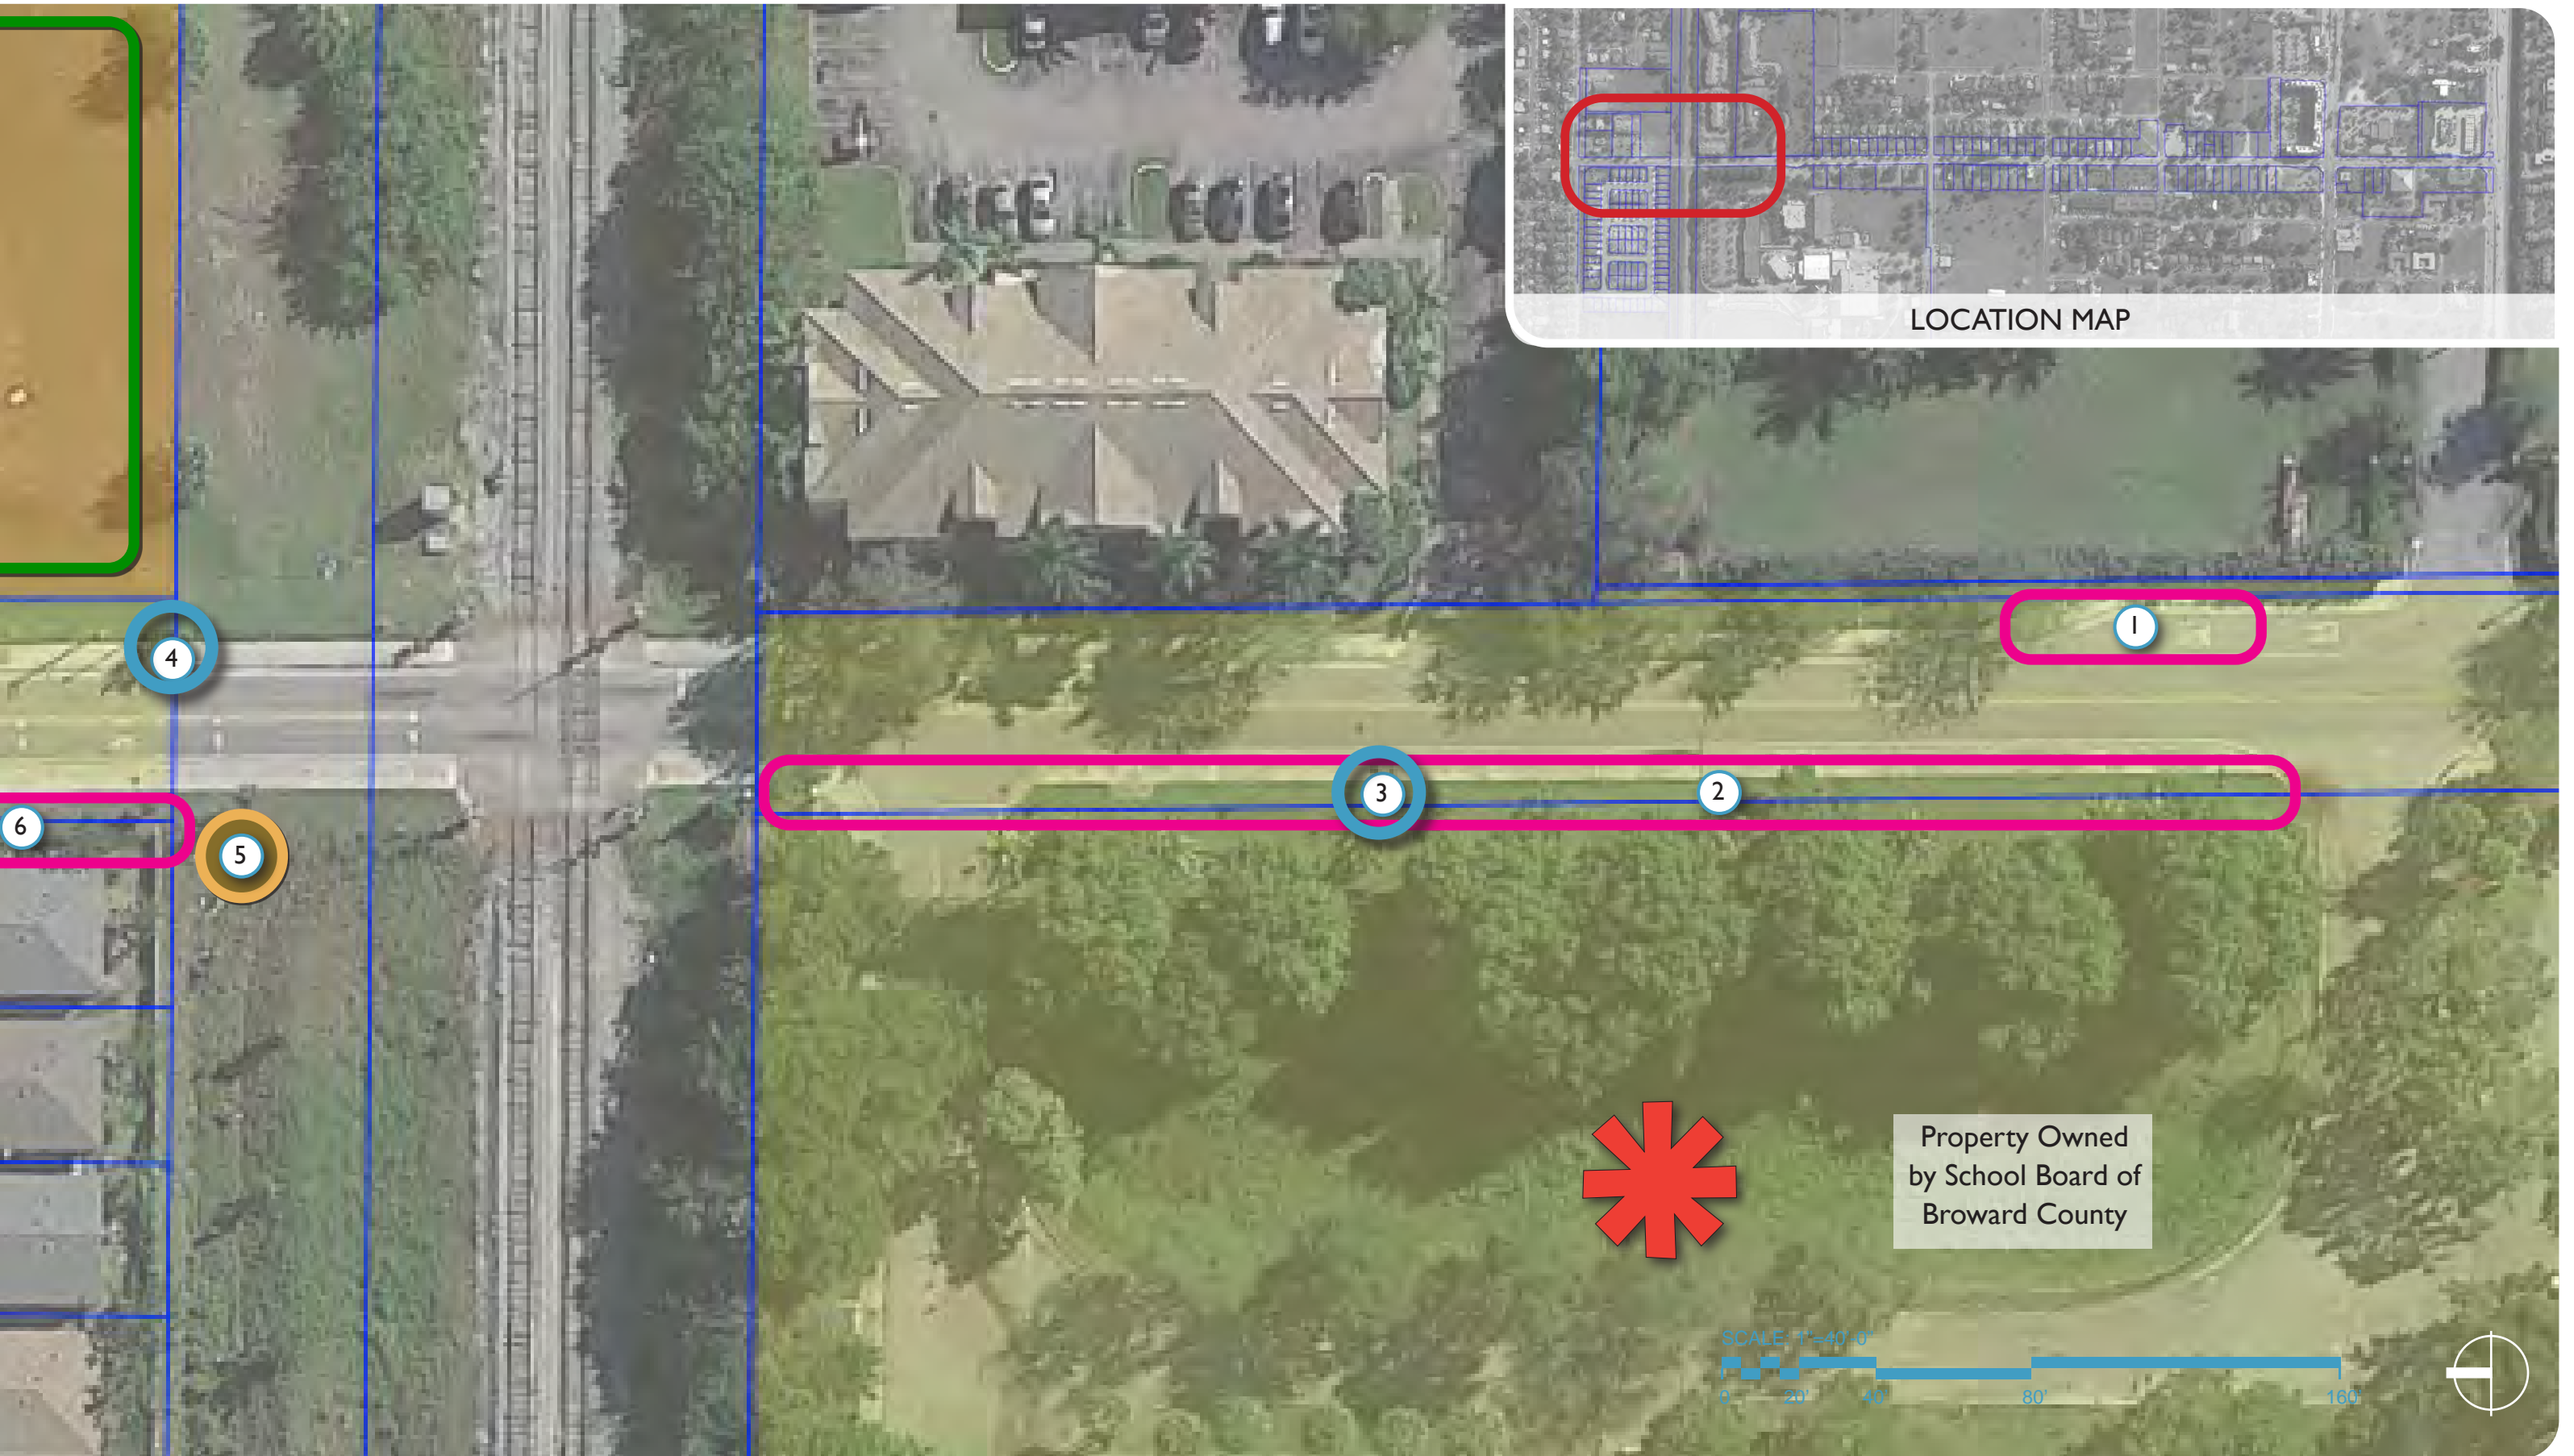 LOCATION MAP
1
4
3
2
6
5
Property Owned
by School Board of
Broward County
SCALE: 1"=40'-0"
0 20' 40' 80' 160'